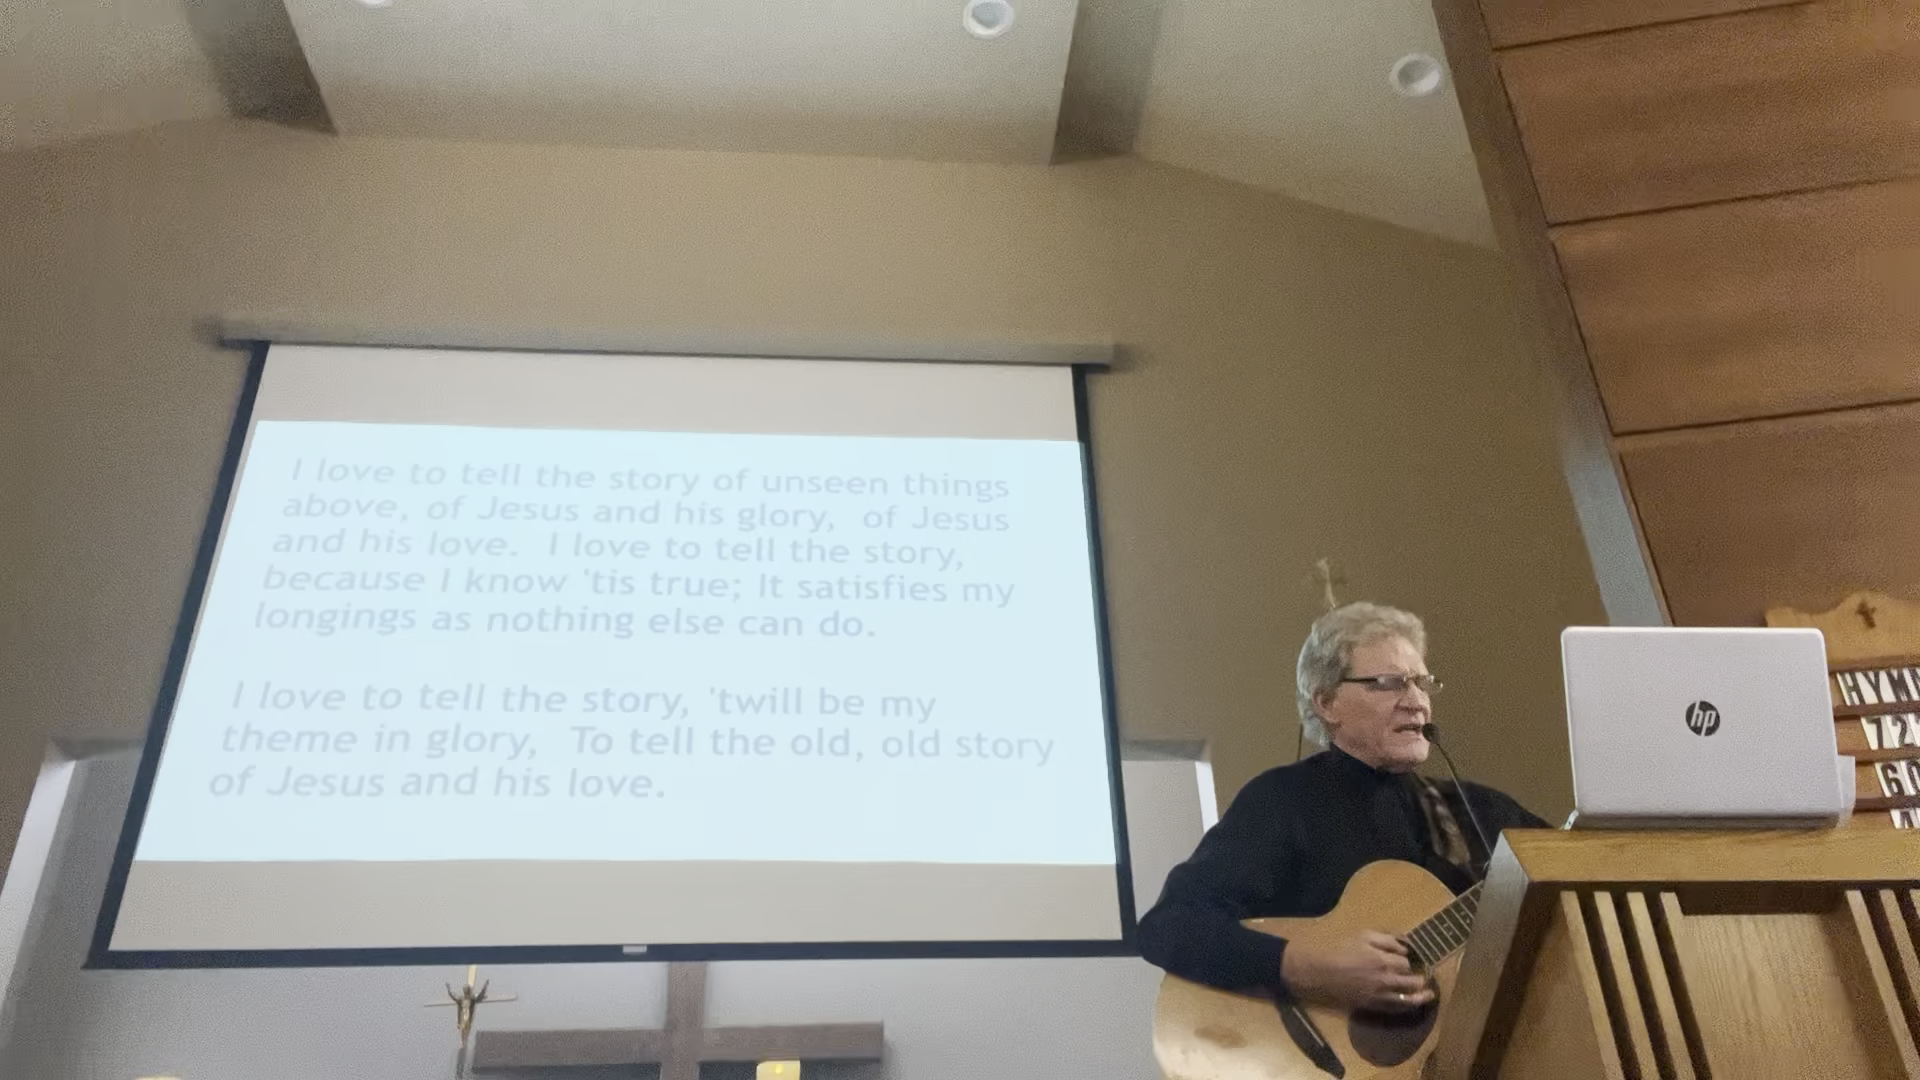 I love to tell the story of unseen things
above, of Jesus and his glory, of Jesus
and his love. I love to tell the story,
because I know 'tis true; It satisfies my
longings as nothing else can do.
I love to tell the story, 'twill be my
theme in glory, To tell the old, old story
of Jesus and his love.
hp